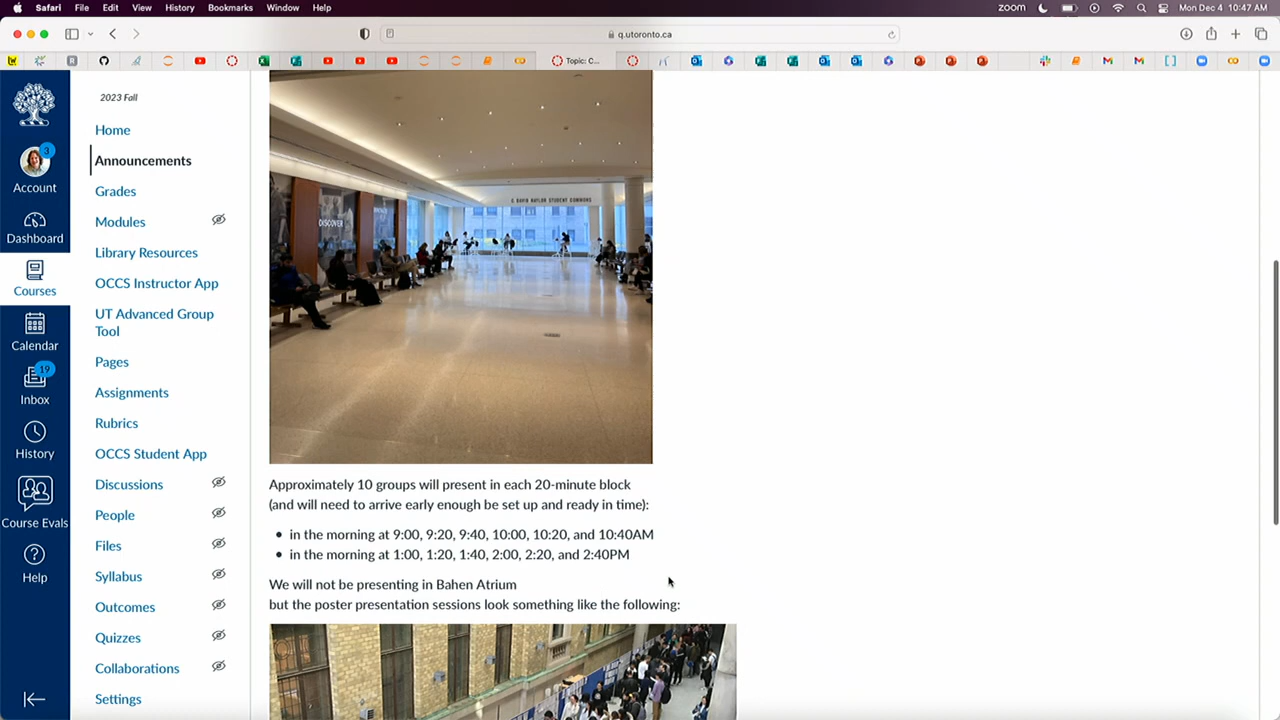 Safari File Edit View History Bookmarks Window Help zoom Mon Dec 4 10:47 AM
q.utoronto.ca
Topic: C...
2023 Fall
Home
3
Account
Announcements
Grades
Dashboard
Modules
Library Resources
Courses
OCCS Instructor App
UT Advanced Group
Tool
Calendar
Pages
19
Inbox
Assignments
Rubrics
History
OCCS Student App
Discussions
Course Evals
People
Files
Help
Syllabus
Outcomes
Quizzes
Collaborations
Settings
C. DAVID NAYLOR STUDENT COMMONS
DISCOVER
Approximately 10 groups will present in each 20-minute block
(and will need to arrive early enough be set up and ready in time):
• in the morning at 9:00, 9:20, 9:40, 10:00, 10:20, and 10:40AM
• in the morning at 1:00, 1:20, 1:40, 2:00, 2:20, and 2:40PM
We will not be presenting in Bahen Atrium
but the poster presentation sessions look something like the following: